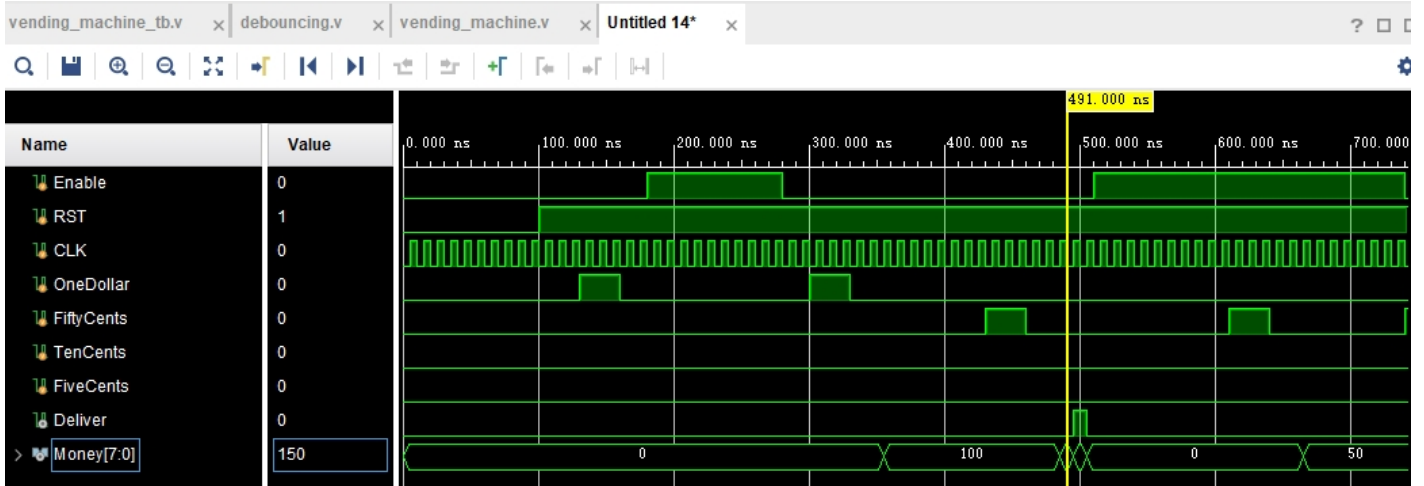 vending_machine_tb.v × debouncing.v × vending_machine.v × Untitled 14* × ?
491.000 ns
Name Value 0.000 ns 100.000 ns 200.000 ns 300.000 ns 400.000 ns 500.000 ns 600.000 ns 700.000
Enable 0
RST 1
CLK 0
OneDollar 0
FiftyCents 0
TenCents 0
FiveCents 0
Deliver 0
Money[7:0] 150 0 100 0 50